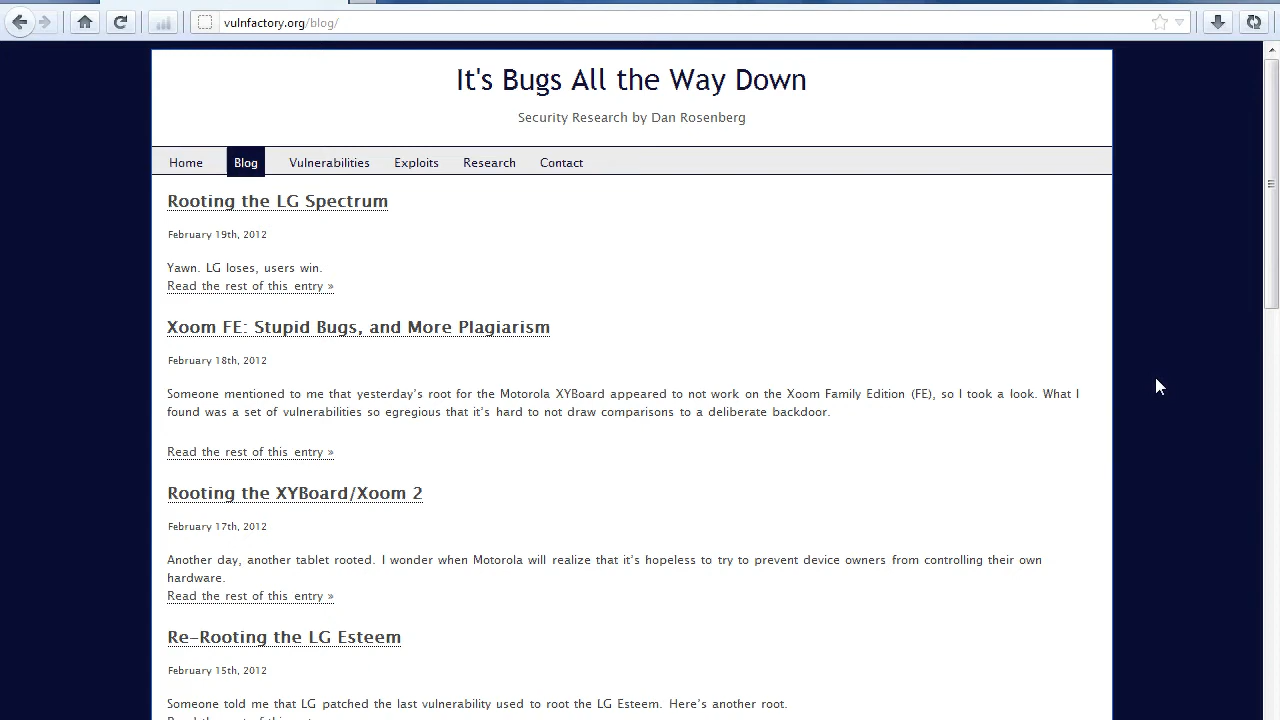 vulnfactory.org/blog/
It's Bugs All the Way Down
Security Research by Dan Rosenberg
Home Blog Vulnerabilities Exploits Research Contact
Rooting the LG Spectrum
February 19th, 2012
Yawn. LG loses, users win.
Read the rest of this entry »
Xoom FE: Stupid Bugs, and More Plagiarism
February 18th, 2012
Someone mentioned to me that yesterday's root for the Motorola XYBoard appeared to not work on the Xoom Family Edition (FE), so I took a look. What I
found was a set of vulnerabilities so egregious that it's hard to not draw comparisons to a deliberate backdoor.
Read the rest of this entry »
Rooting the XYBoard/Xoom 2
February 17th, 2012
Another day, another tablet rooted. I wonder when Motorola will realize that it's hopeless to try to prevent device owners from controlling their own
hardware.
Read the rest of this entry »
Re-Rooting the LG Esteem
February 15th, 2012
Someone told me that LG patched the last vulnerability used to root the LG Esteem. Here's another root.